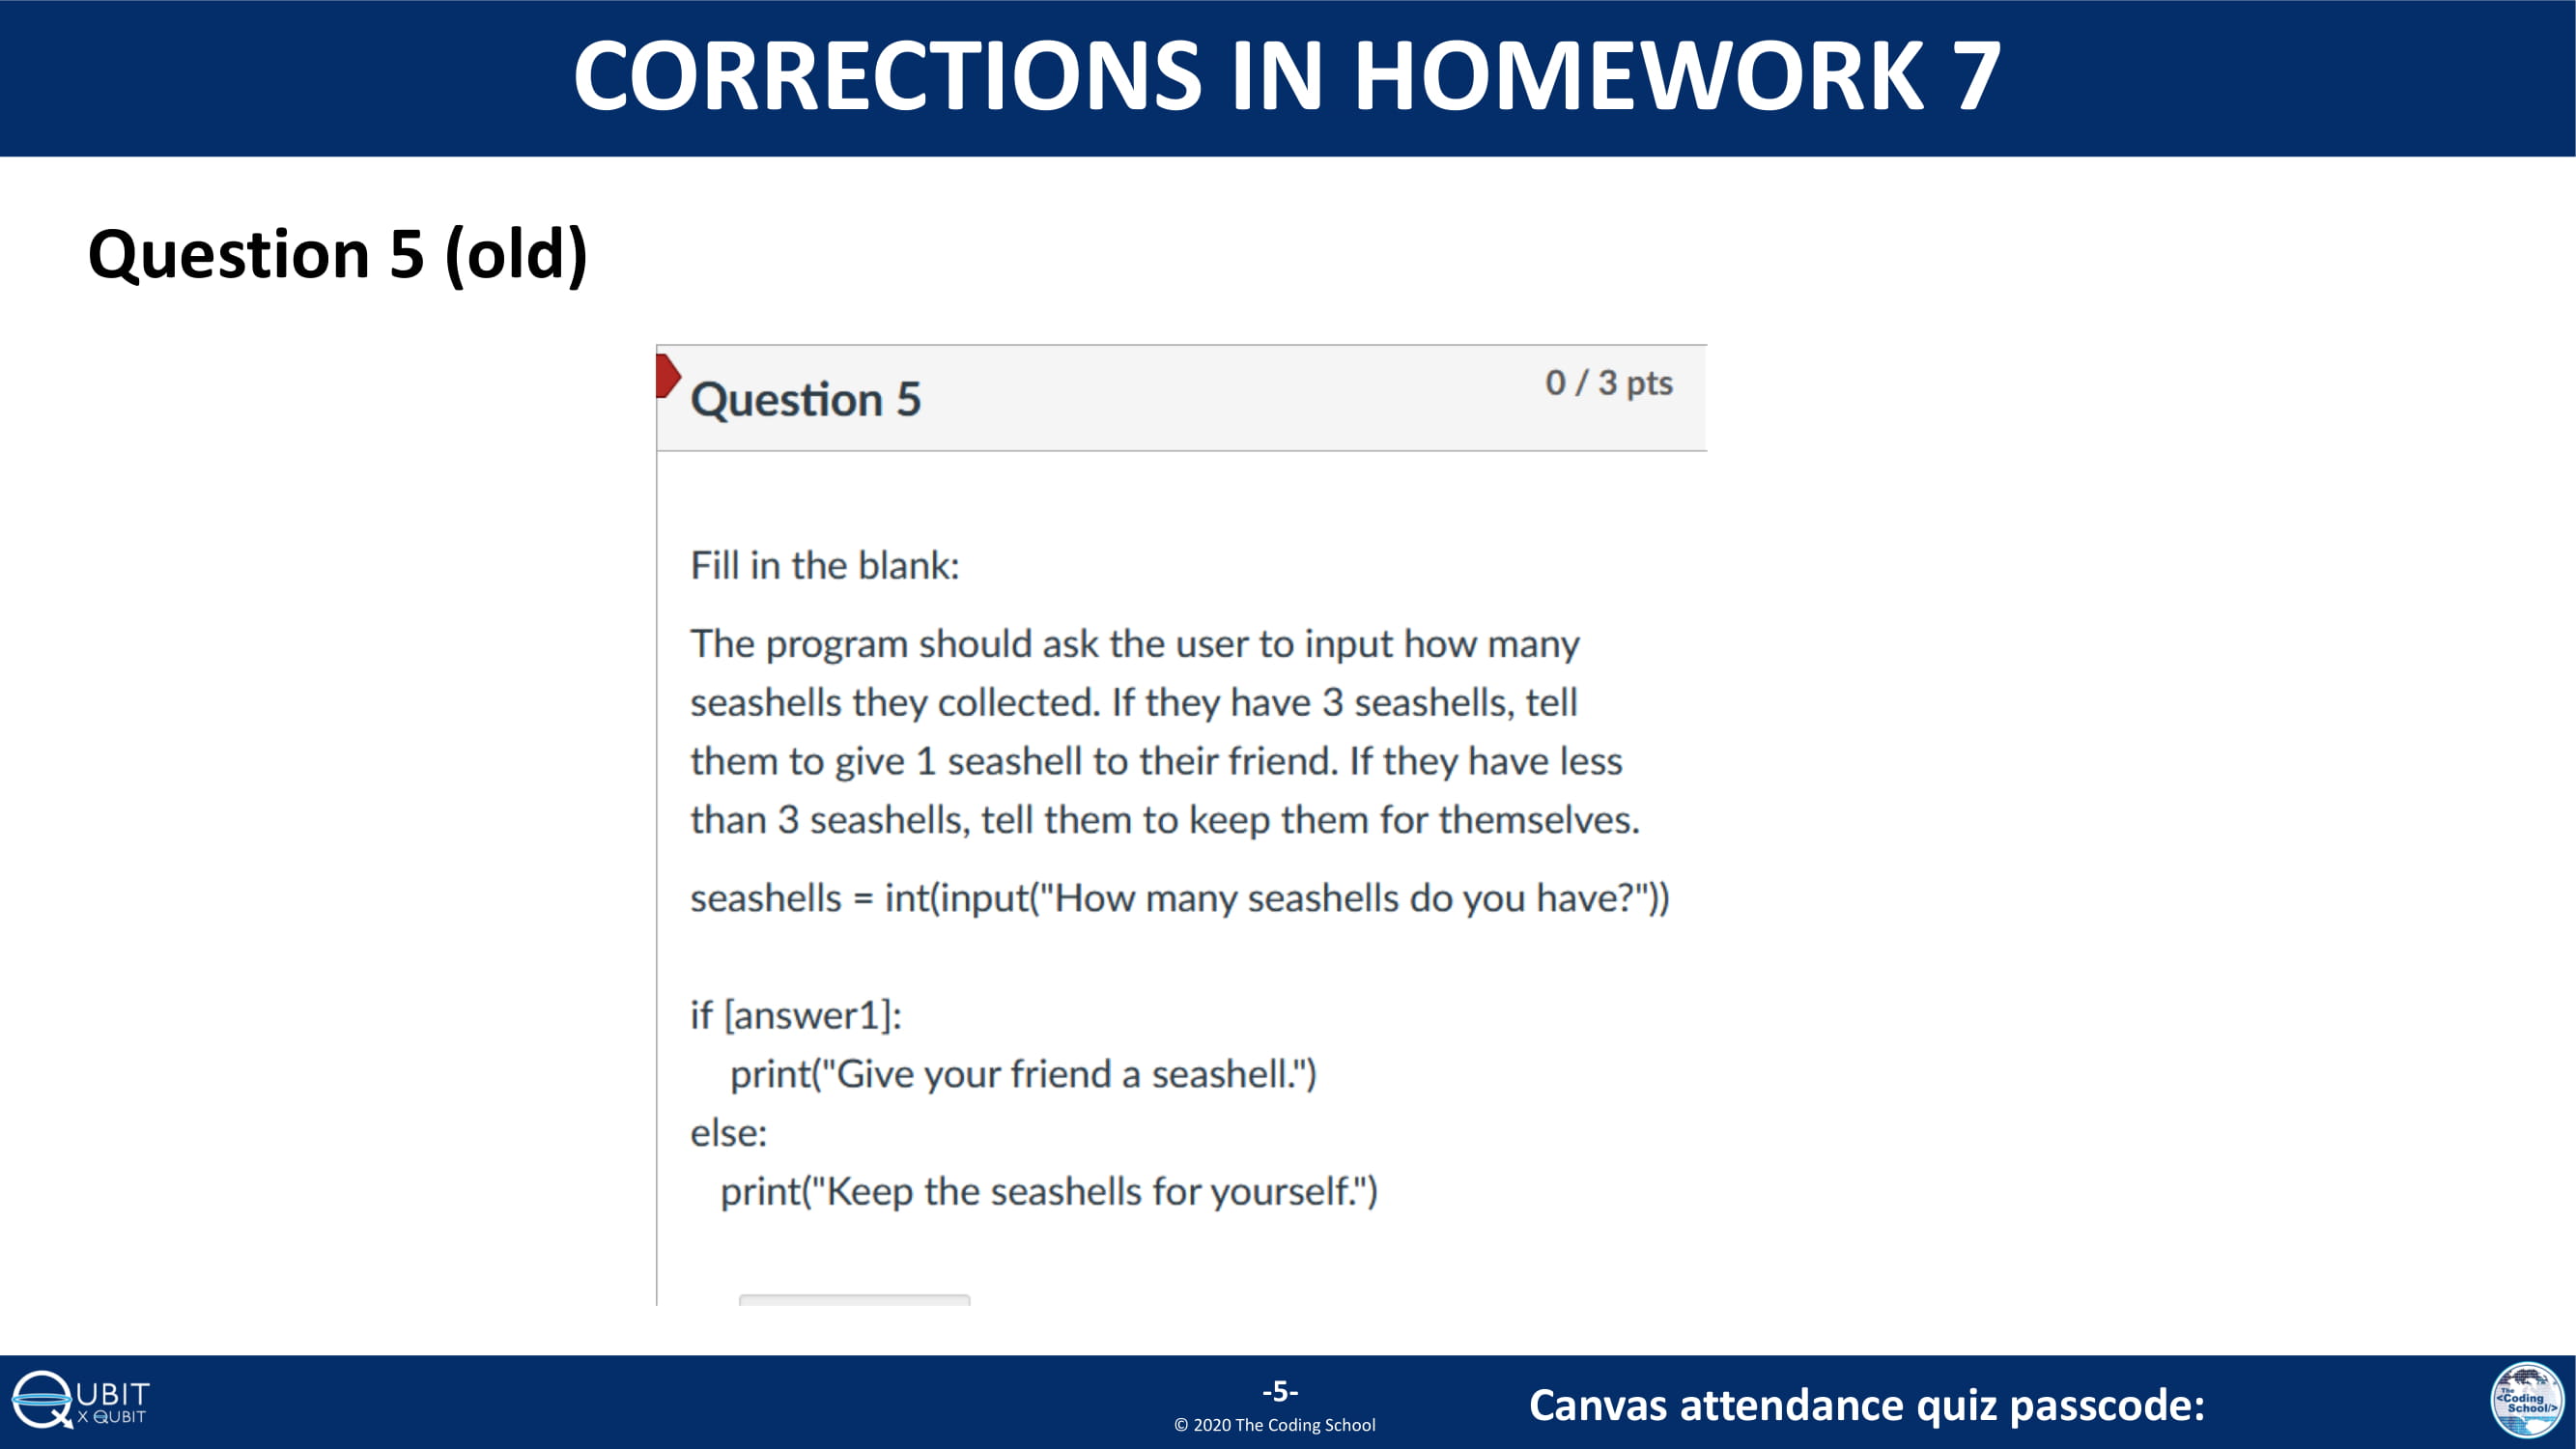 CORRECTIONS IN HOMEWORK 7
Question 5 (old)
Question 5
0 / 3 pts
Fill in the blank:
The program should ask the user to input how many
seashells they collected. If they have 3 seashells, tell
them to give 1 seashell to their friend. If they have less
than 3 seashells, tell them to keep them for themselves.
seashells = int(input("How many seashells do you have?"))
if [answer1]:
print("Give your friend a seashell.")
else:
print("Keep the seashells for yourself.")
QUBIT
X QUBIT
-5-
© 2020 The Coding School
Canvas attendance quiz passcode:
The
<Coding
School/>